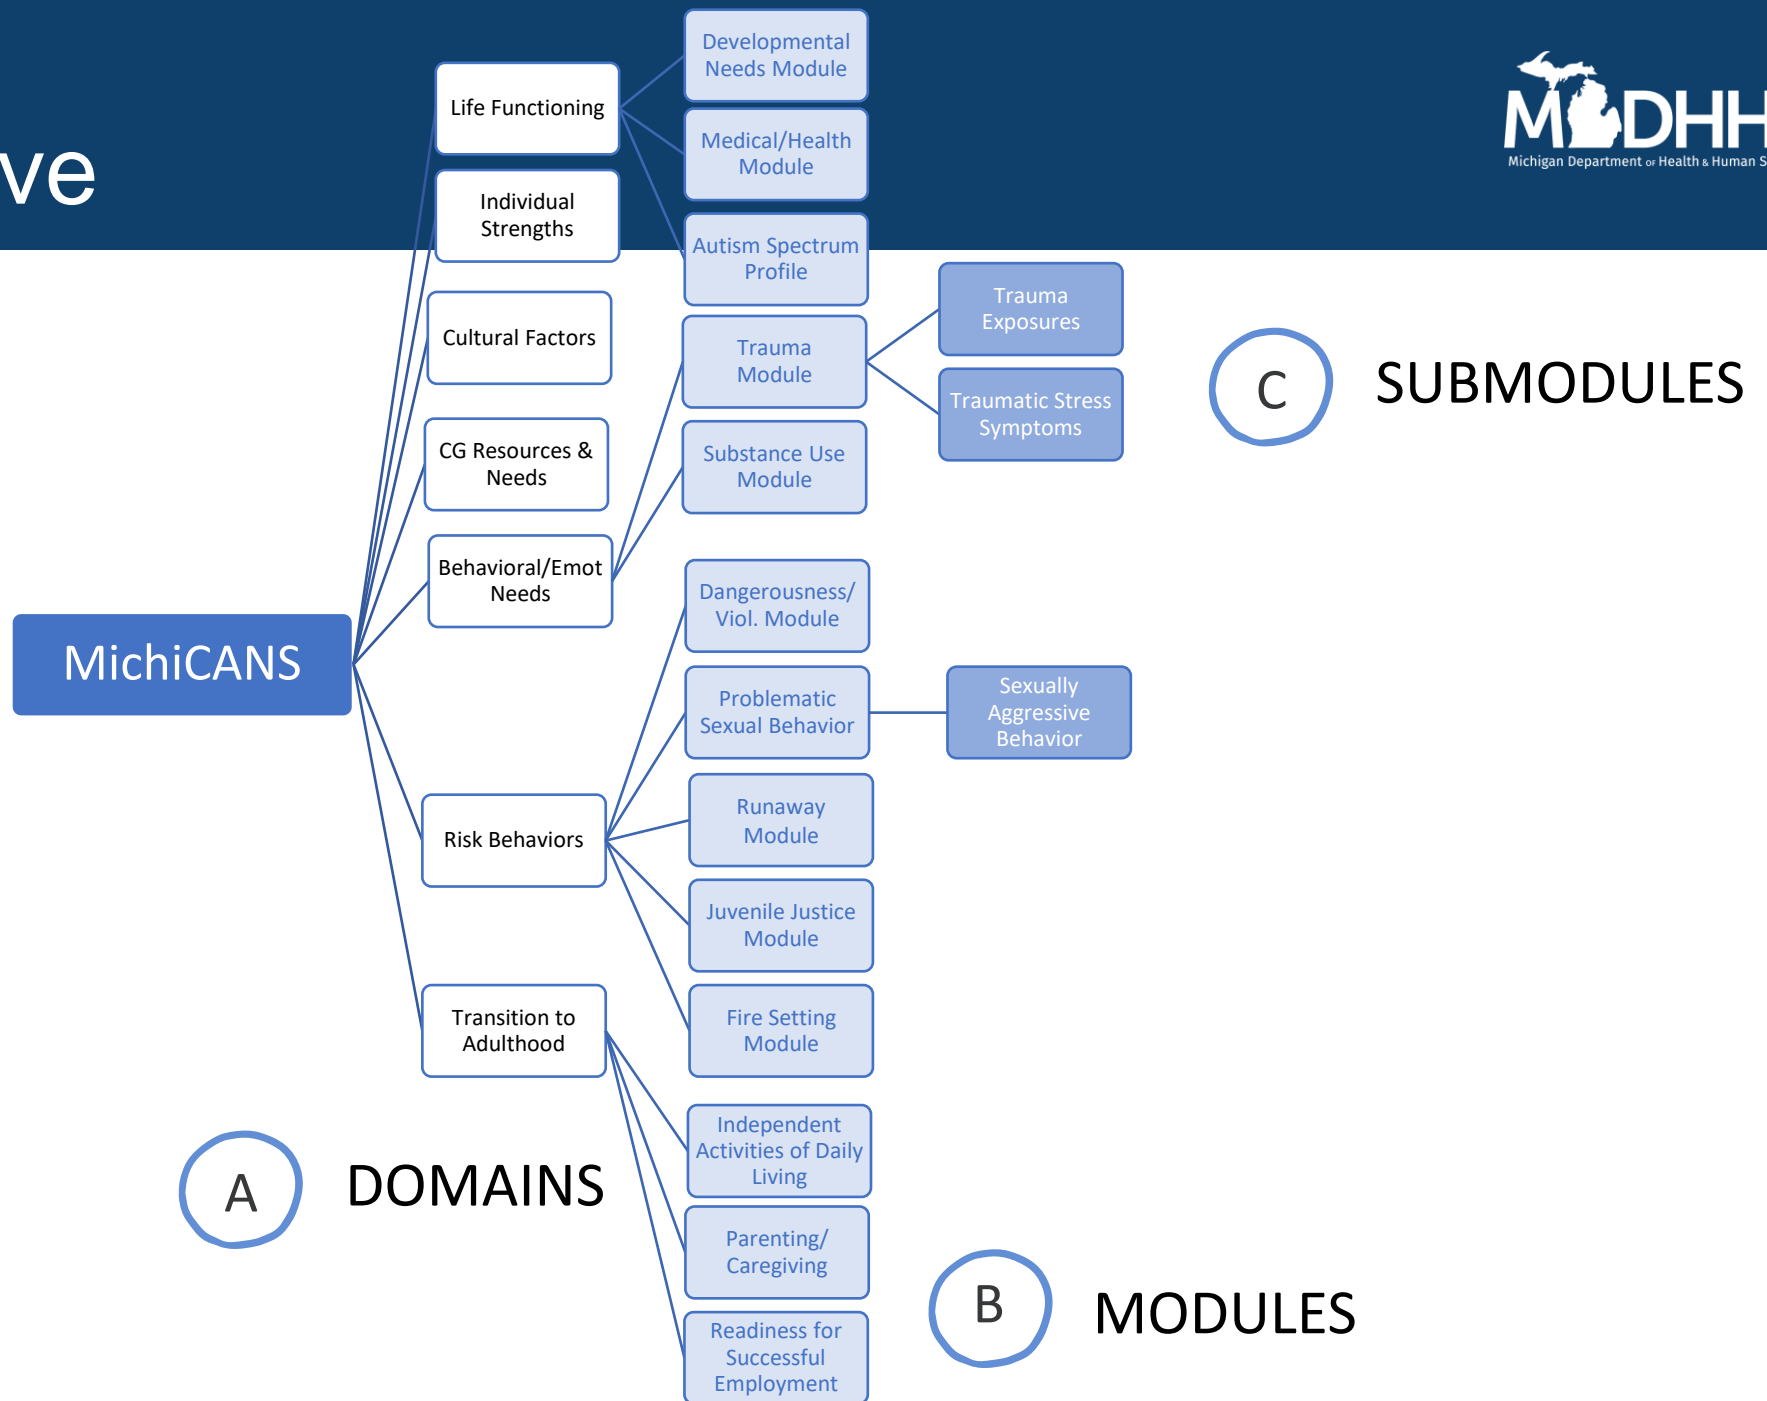 ve
MDHH
Michigan Department of Health & Human S
MichiCANS
Life Functioning
Individual
Strengths
Cultural Factors
CG Resources &
Needs
Behavioral/Emot
Needs
Risk Behaviors
Transition to
Adulthood
A
DOMAINS
Developmental
Needs Module
Medical/Health
Module
Autism Spectrum
Profile
Trauma
Module
Substance Use
Module
Dangerousness/
Viol. Module
Problematic
Sexual Behavior
Runaway
Module
Juvenile Justice
Module
Fire Setting
Module
Independent
Activities of Daily
Living
Parenting/
Caregiving
Readiness for
Successful
Employment
B
MODULES
Trauma
Exposures
Traumatic Stress
Symptoms
Sexually
Aggressive
Behavior
C
SUBMODULES